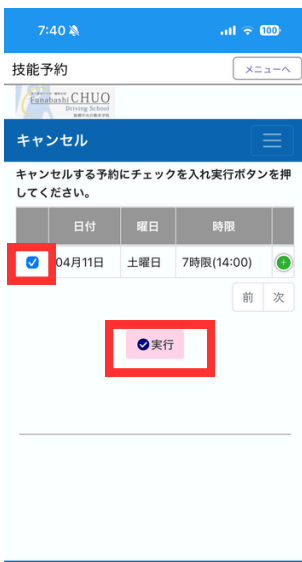 7:40
100
技能予約
メニューへ
Funabashi CHUO
Driving School
キャンセル
キャンセルする予約にチェックを入れ実行ボタンを押
してください。
日付 曜日 時限
04月11日 土曜日 7時限(14:00)
前 次
実行